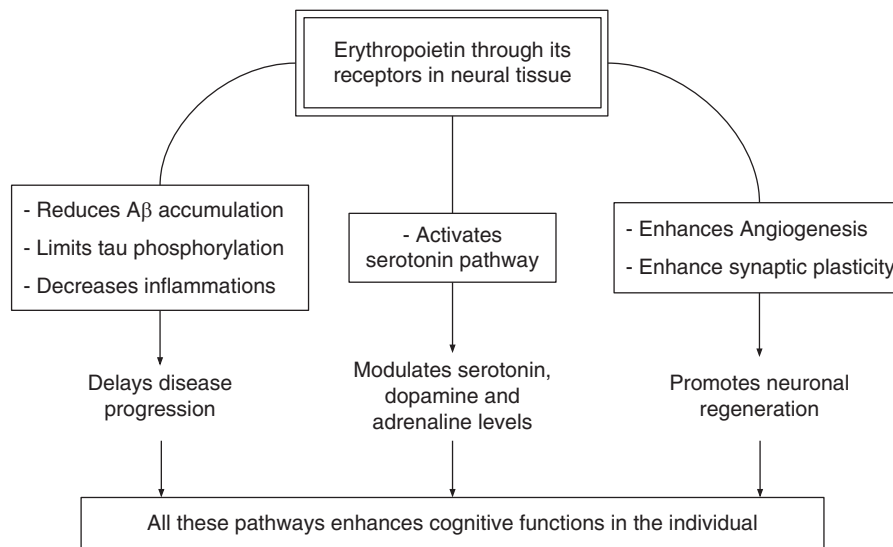 Erythropoietin through its
receptors in neural tissue
- Reduces Aβ accumulation
- Limits tau phosphorylation
- Decreases inflammations
- Activates
serotonin pathway
- Enhances Angiogenesis
- Enhance synaptic plasticity
Delays disease
progression
Modulates serotonin,
dopamine and
adrenaline levels
Promotes neuronal
regeneration
All these pathways enhances cognitive functions in the individual